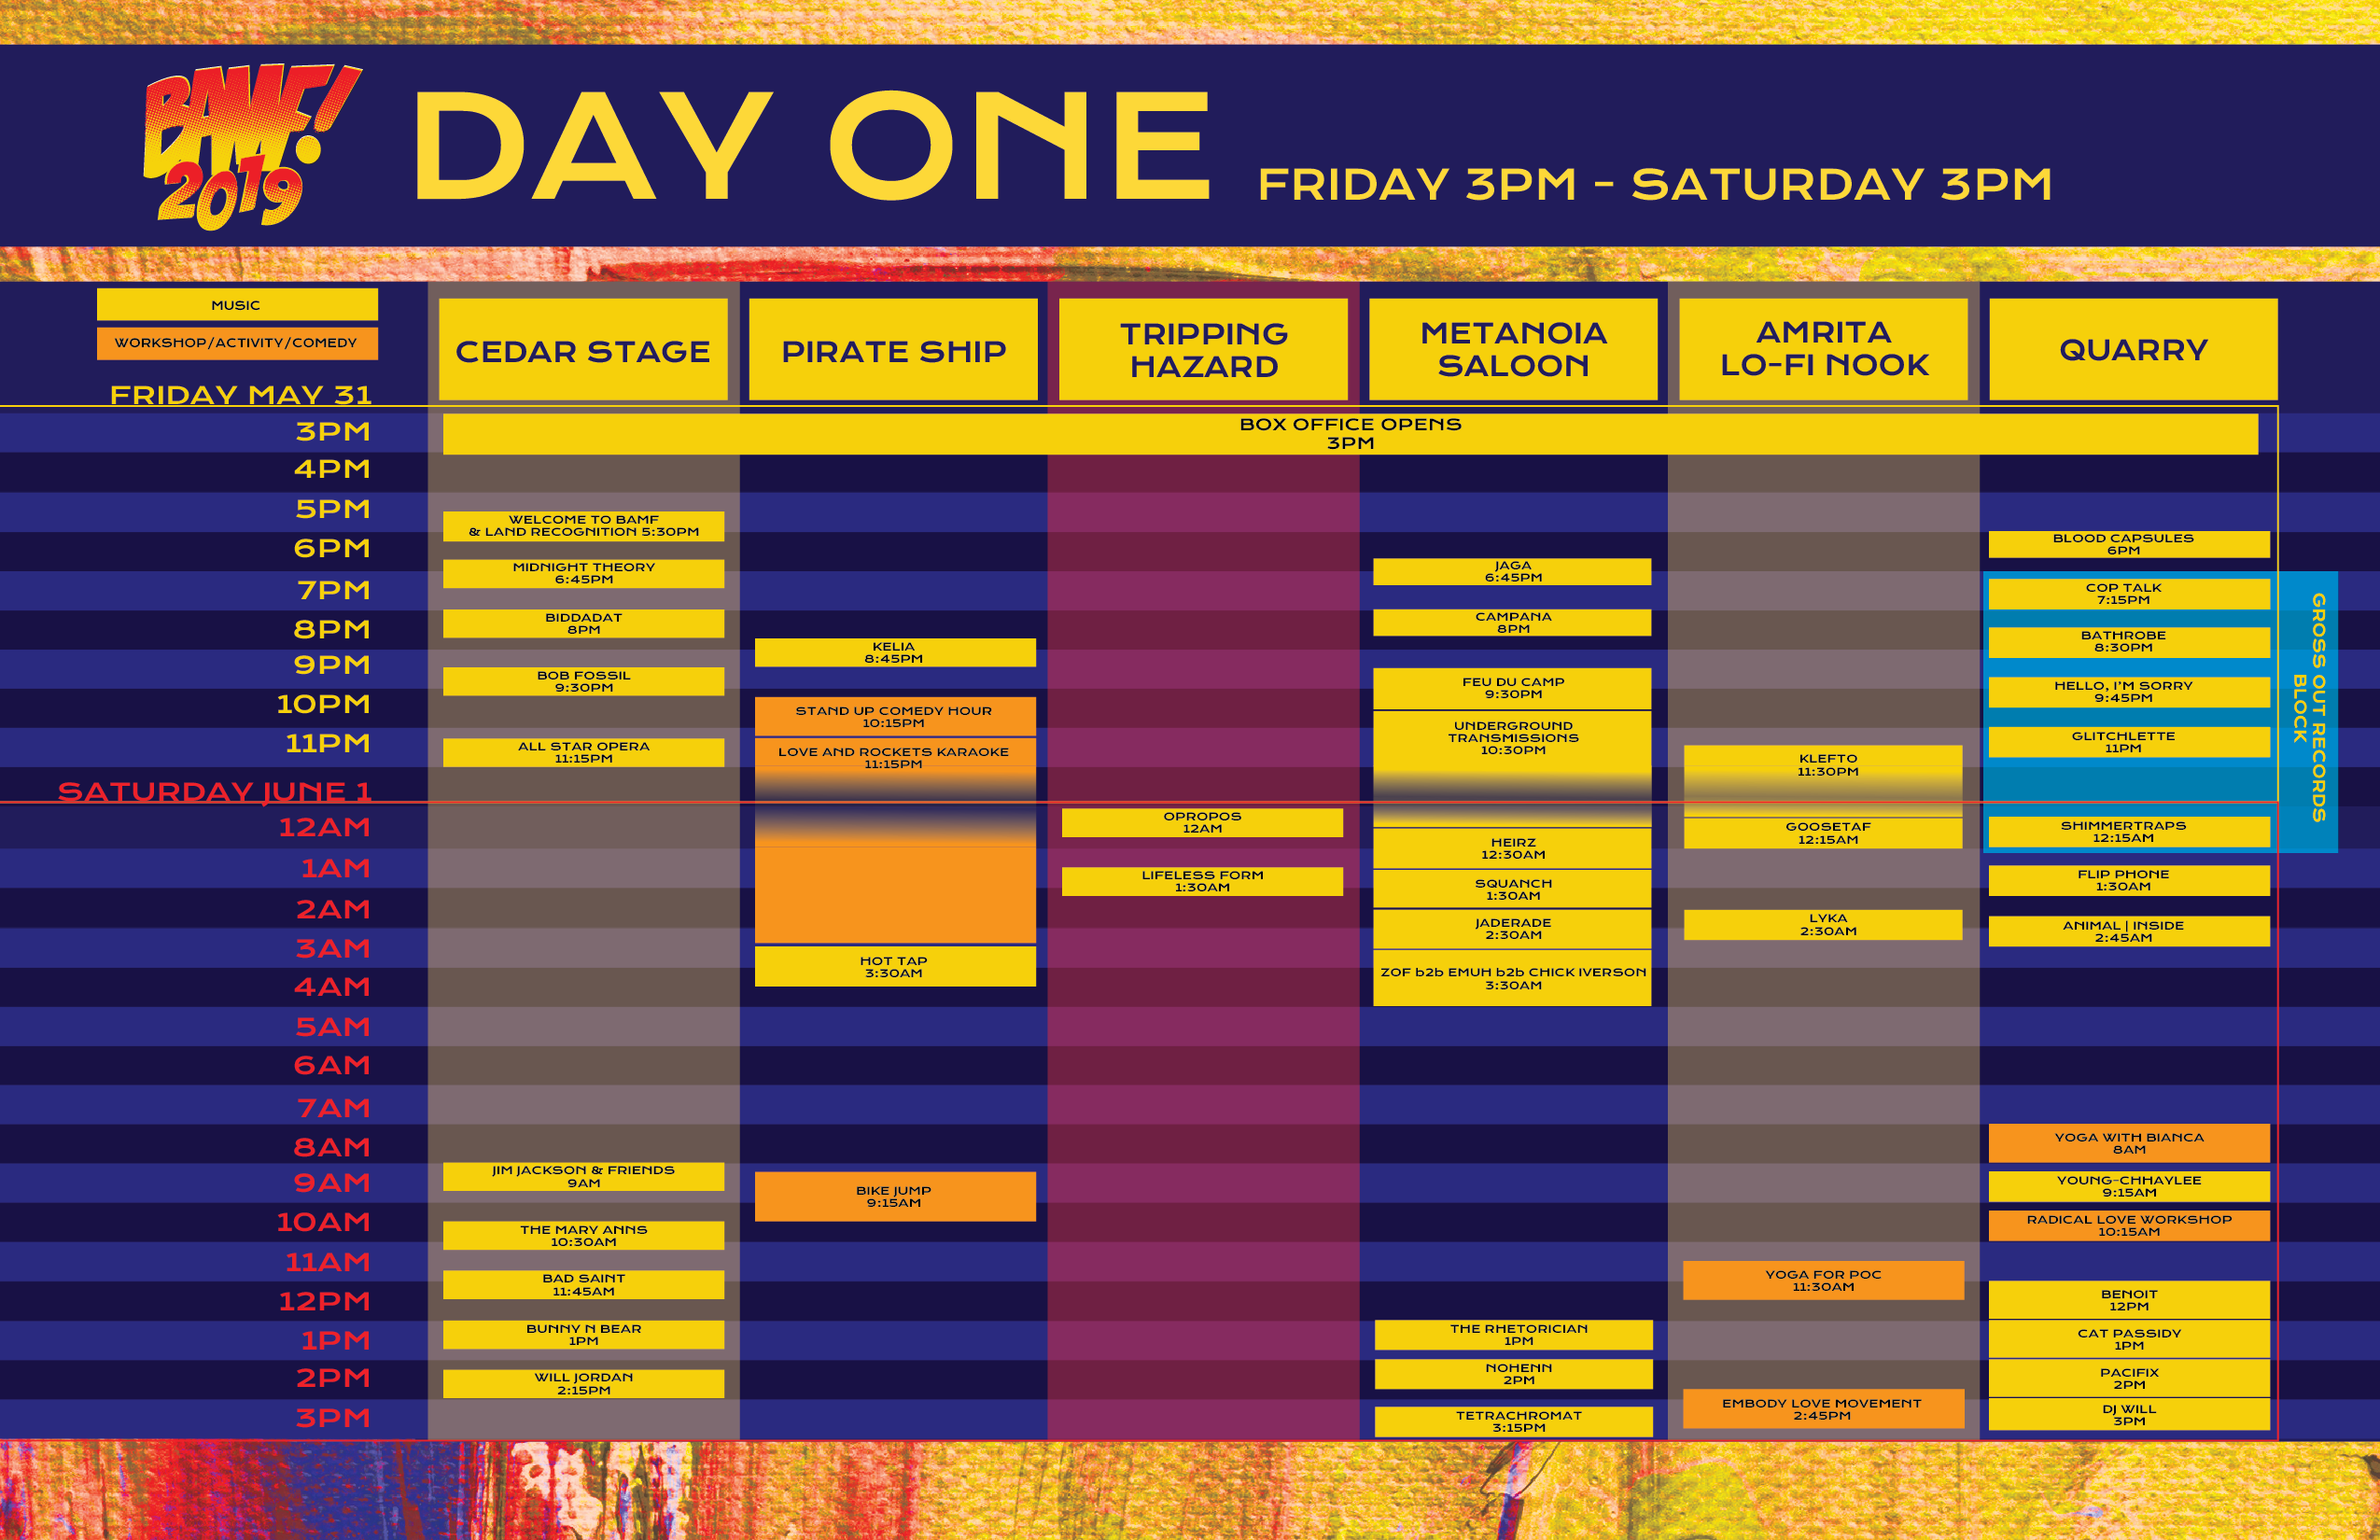 BAMF!
2019
DAY ONE
FRIDAY 3PM - SATURDAY 3PM
MUSIC
WORKSHOP/ACTIVITY/COMEDY
CEDAR STAGE
PIRATE SHIP
TRIPPING
HAZARD
METANOIA
SALOON
AMRITA
LO-FI NOOK
QUARRY
FRIDAY MAY 31
3PM
4PM
5PM
6PM
7PM
8PM
9PM
10PM
11PM
SATURDAY JUNE 1
12AM
1AM
2AM
3AM
4AM
5AM
6AM
7AM
8AM
9AM
10AM
11AM
12PM
1PM
2PM
3PM
BOX OFFICE OPENS
3PM
WELCOME TO BAMF
& LAND RECOGNITION 5:30PM
MIDNIGHT THEORY
6:45PM
BIDDADAT
8PM
BOB FOSSIL
9:30PM
ALL STAR OPERA
11:15PM
JIM JACKSON & FRIENDS
9AM
THE MARY ANNS
10:30AM
BAD SAINT
11:45AM
BUNNY N BEAR
1PM
WILL JORDAN
2:15PM
KELIA
8:45PM
STAND UP COMEDY HOUR
10:15PM
LOVE AND ROCKETS KARAOKE
11:15PM
HOT TAP
3:30AM
BIKE JUMP
9:15AM
OPROPOS
12AM
LIFELESS FORM
1:30AM
JAGA
6:45PM
CAMPANA
8PM
FEU DU CAMP
9:30PM
UNDERGROUND
TRANSMISSIONS
10:30PM
HEIRZ
12:30AM
SQUANCH
1:30AM
JADERADE
2:30AM
ZOF b2b EMUH b2b CHICK IVERSON
3:30AM
THE RHETORICIAN
1PM
NOHENN
2PM
TETRACHROMAT
3:15PM
KLEFTO
11:30PM
GOOSETAF
12:15AM
LYKA
2:30AM
YOGA FOR POC
11:30AM
EMBODY LOVE MOVEMENT
2:45PM
BLOOD CAPSULES
6PM
COP TALK
7:15PM
BATHROBE
8:30PM
HELLO, I'M SORRY
9:45PM
GLITCHLETTE
11PM
SHIMMERTRAPS
12:15AM
FLIP PHONE
1:30AM
ANIMAL | INSIDE
2:45AM
YOGA WITH BIANCA
8AM
YOUNG-CHHAYLEE
9:15AM
RADICAL LOVE WORKSHOP
10:15AM
BENOIT
12PM
CAT PASSIDY
1PM
PACIFIX
2PM
DJ WILL
3PM
GROSS OUT RECORDS
BLOCK